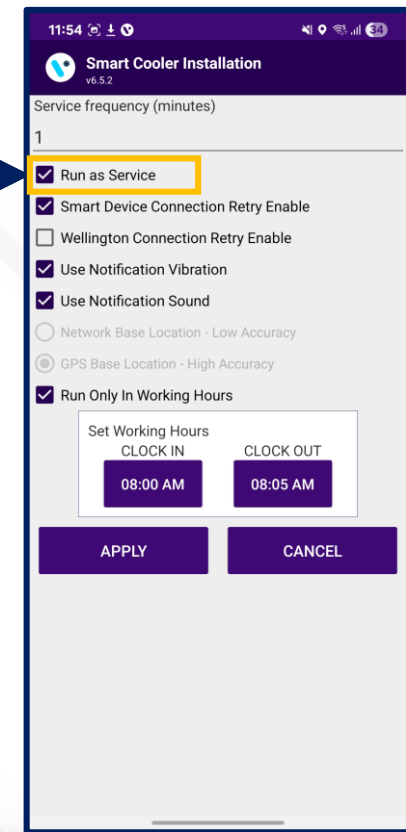 11:54
34
Smart Cooler Installation
v6.5.2
Service frequency (minutes)
1
Run as Service
Smart Device Connection Retry Enable
Wellington Connection Retry Enable
Use Notification Vibration
Use Notification Sound
Network Base Location - Low Accuracy
GPS Base Location - High Accuracy
Run Only In Working Hours
Set Working Hours
CLOCK IN CLOCK OUT
08:00 AM 08:05 AM
APPLY CANCEL